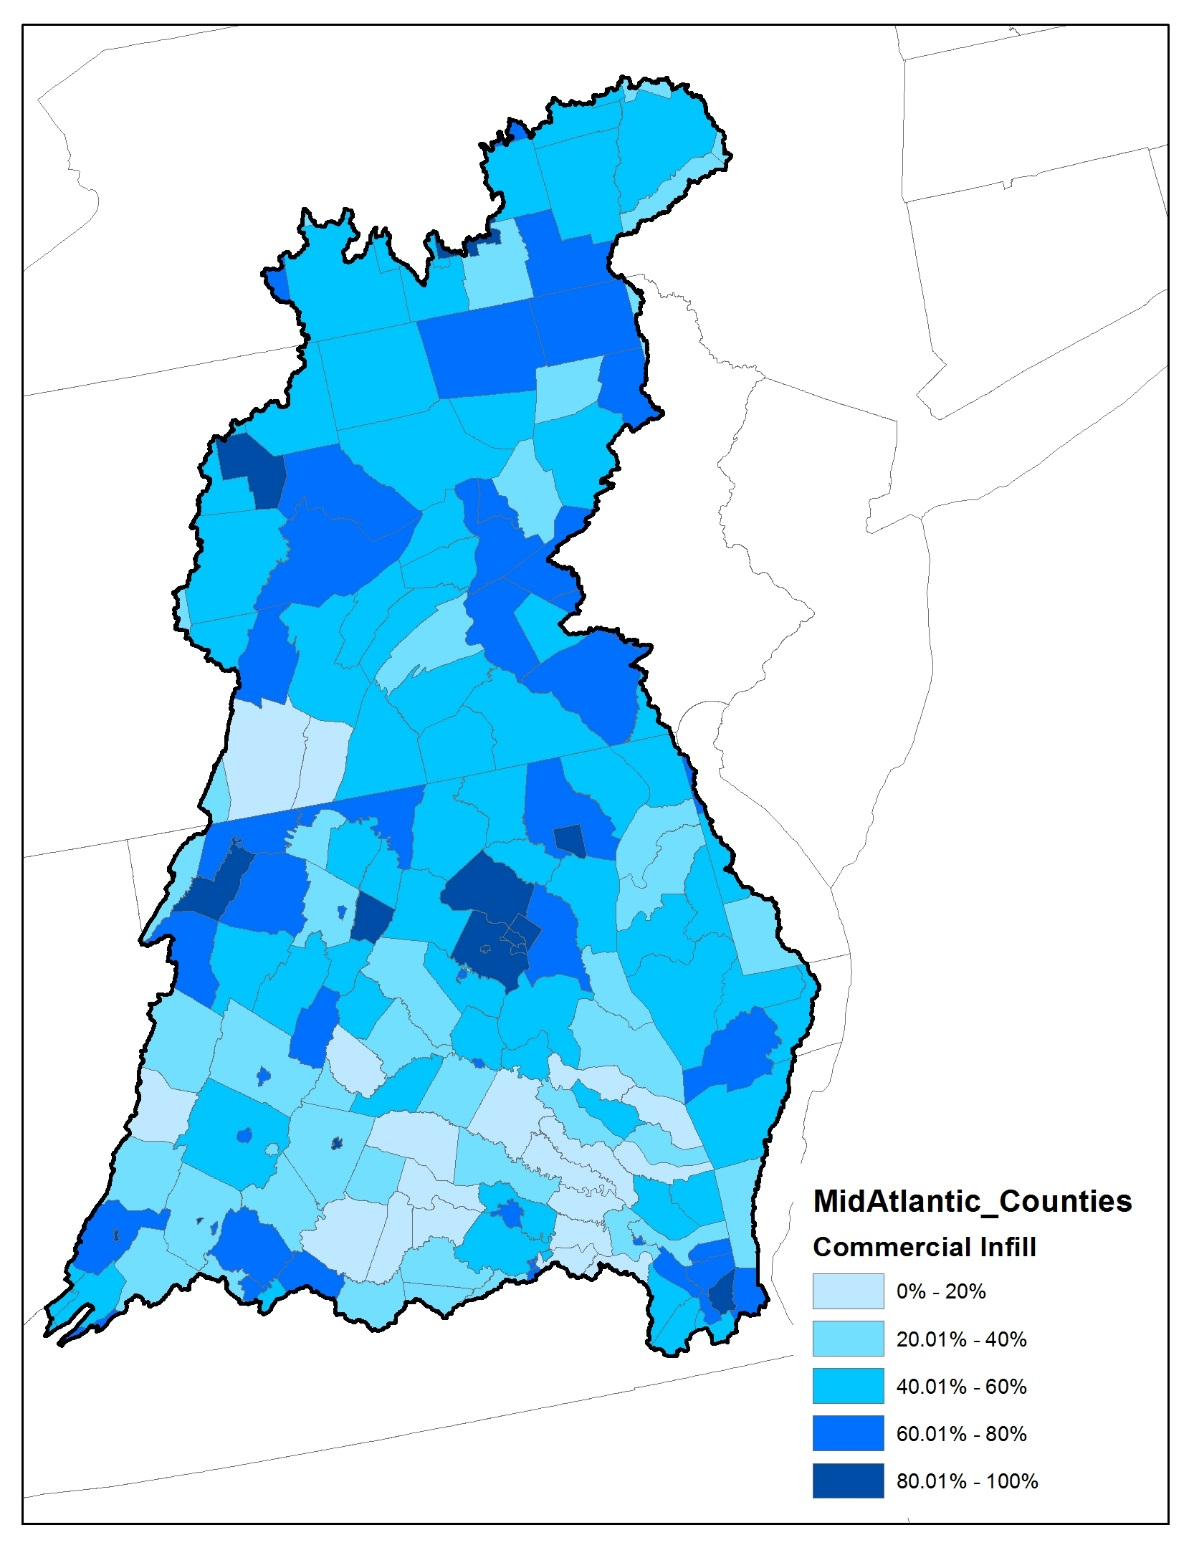 MidAtlantic_Counties
Commercial Infill
0% - 20%
20.01% - 40%
40.01% - 60%
60.01% - 80%
80.01% - 100%